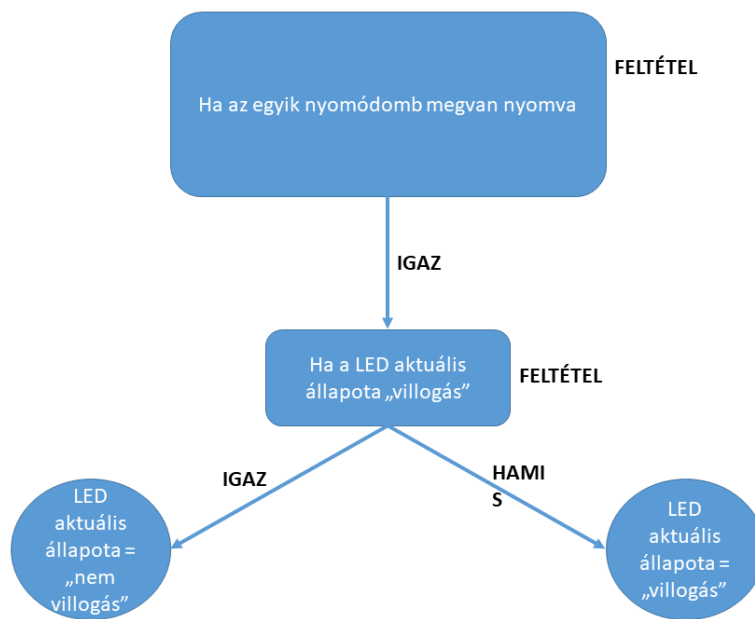 Ha az egyik nyomódomb megvan nyomva
FELTÉTEL
IGAZ
Ha a LED aktuális
állapota „villogás”
FELTÉTEL
IGAZ
HAMI
S
LED
aktuális
állapota =
„nem
villogás”
LED
aktuális
állapota =
„villogás”